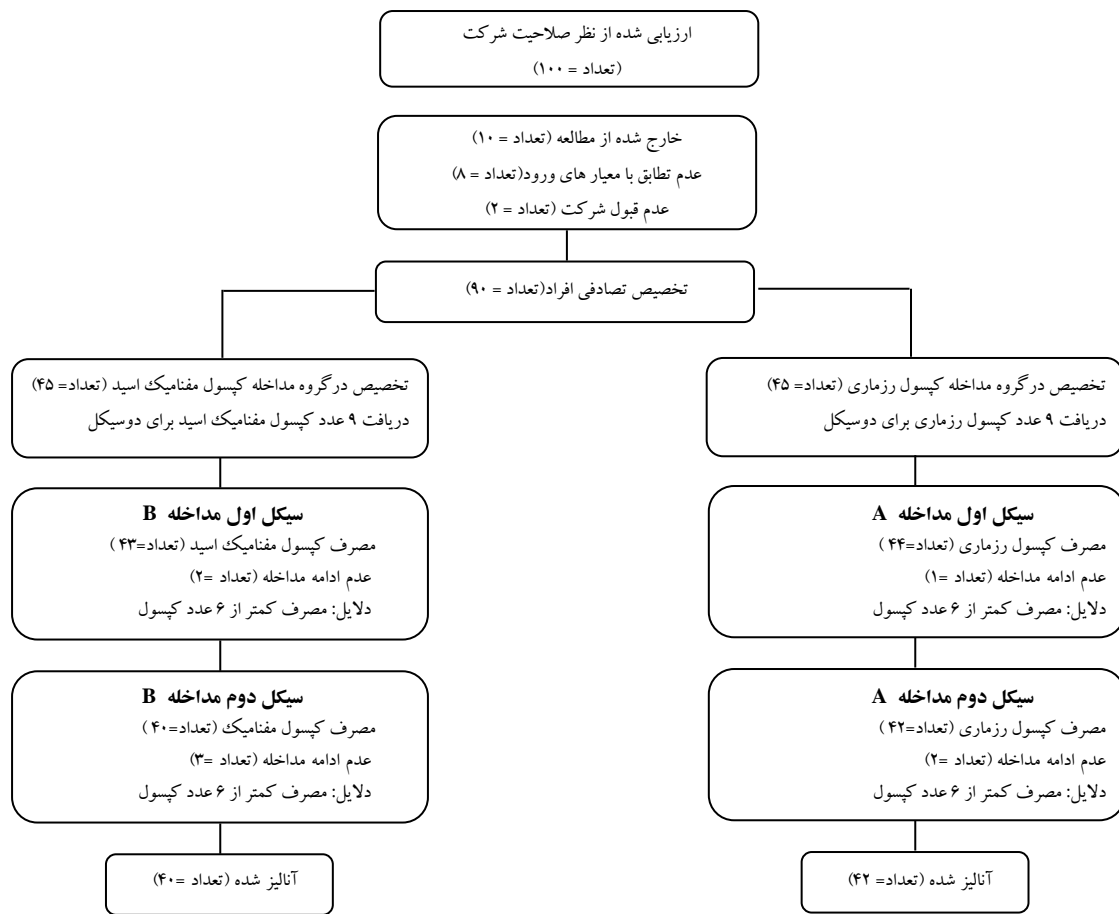 ارزیابی شده از نظر صلاحیت شرکت
(تعداد = ۱۰۰)
خارج شده از مطالعه (تعداد = ۱۰)
عدم تطابق با معیار های ورود(تعداد = ۸)
عدم قبول شرکت (تعداد = ۲)
تخصیص تصادفی افراد(تعداد = ۹۰)
تخصیص درگروه مداخله کپسول رزماری (تعداد= ۴۵)
دریافت ۹ عدد کپسول رزماری برای دوسیکل
سیکل اول مداخله A
مصرف کپسول رزماری (تعداد=۴۴)
عدم ادامه مداخله (تعداد =۱)
دلایل: مصرف کمتر از ۶ عدد کپسول
سیکل دوم مداخله A
مصرف کپسول رزماری (تعداد=۴۲)
عدم ادامه مداخله (تعداد =۲)
دلایل: مصرف کمتر از ۶ عدد کپسول
آنالیز شده (تعداد= ۴۲)
تخصیص درگروه مداخله کپسول مفنامیک اسید (تعداد= ۴۵)
دریافت ۹ عدد کپسول مفنامیک اسید برای دوسیکل
سیکل اول مداخله B
مصرف کپسول مفنامیک اسید (تعداد=۴۳)
عدم ادامه مداخله (تعداد =۲)
دلایل: مصرف کمتر از ۶ عدد کپسول
سیکل دوم مداخله B
مصرف کپسول مفنامیک (تعداد=۴۰)
عدم ادامه مداخله (تعداد =۳)
دلایل: مصرف کمتر از ۶ عدد کپسول
آنالیز شده (تعداد =۴۰)